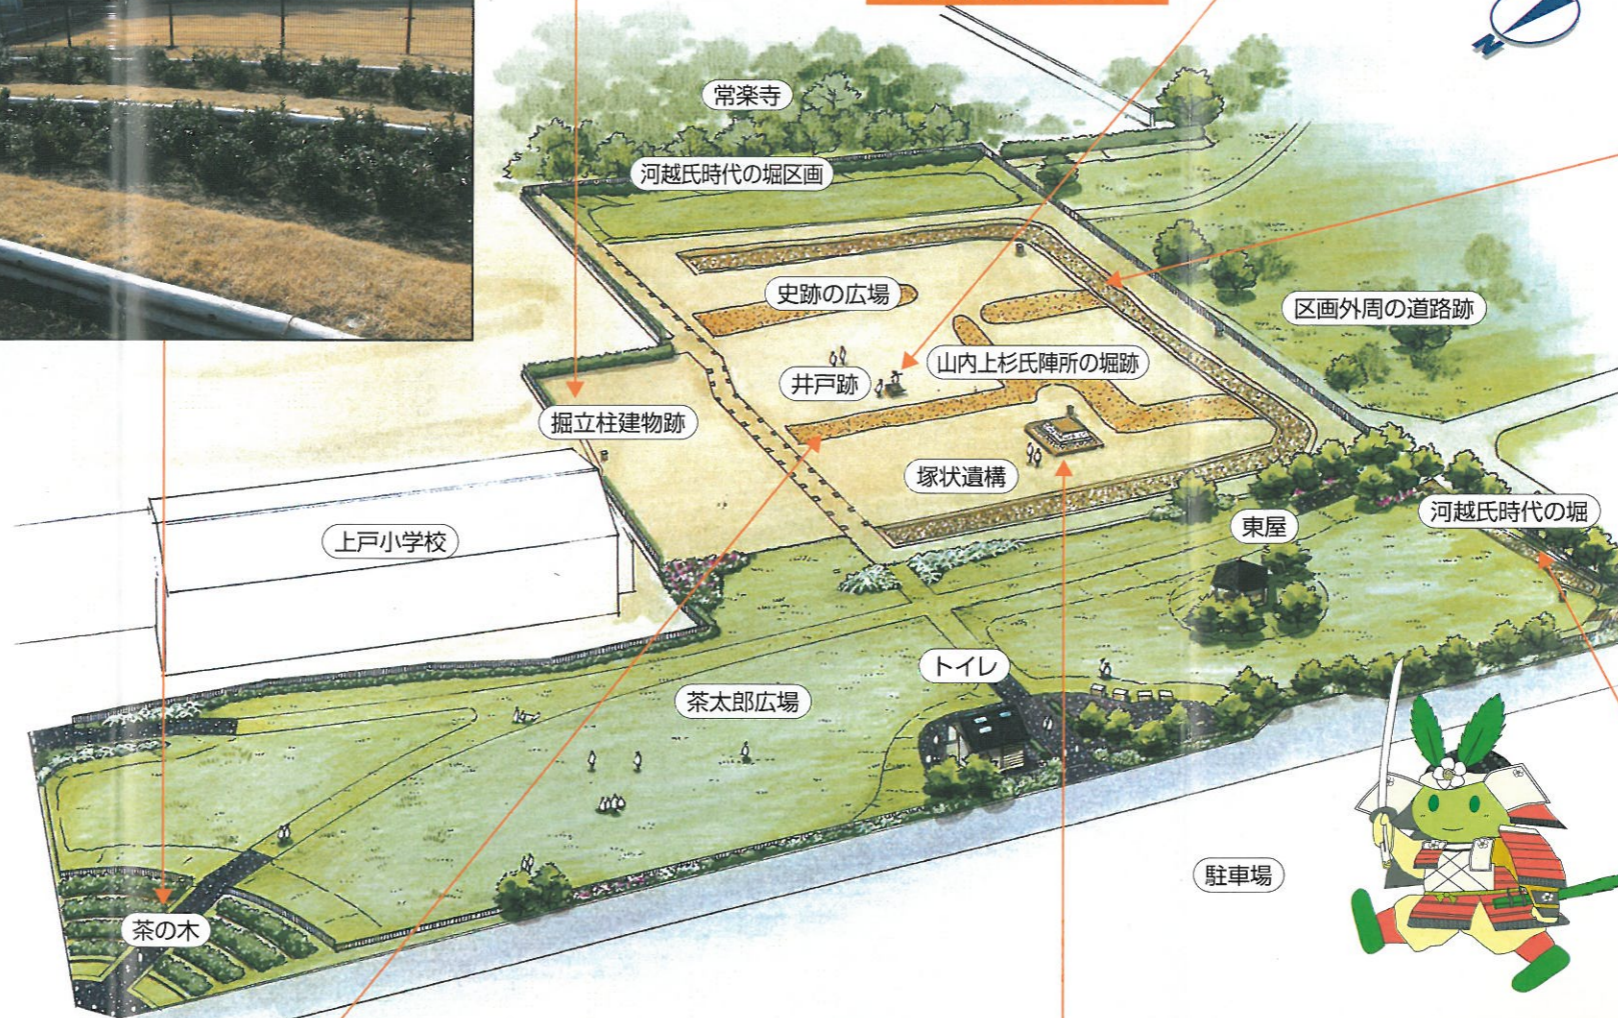 N
常楽寺
河越氏時代の堀区画
史跡の広場
区画外周の道路跡
井戸跡
山内上杉氏陣所の堀跡
掘立柱建物跡
塚状遺構
河越氏時代の堀
東屋
上戸小学校
トイレ
茶太郎広場
駐車場
茶の木